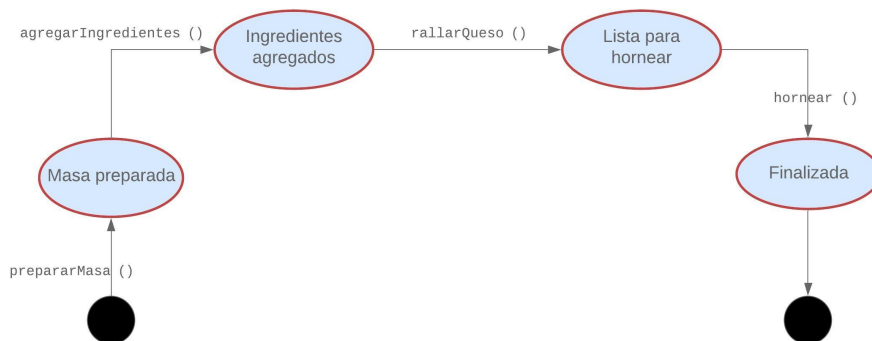 agregarIngredientes ()
Ingredientes
agregados
rallarQueso ()
Lista para
hornear
hornear ()
Masa preparada
Finalizada
prepararMasa ()